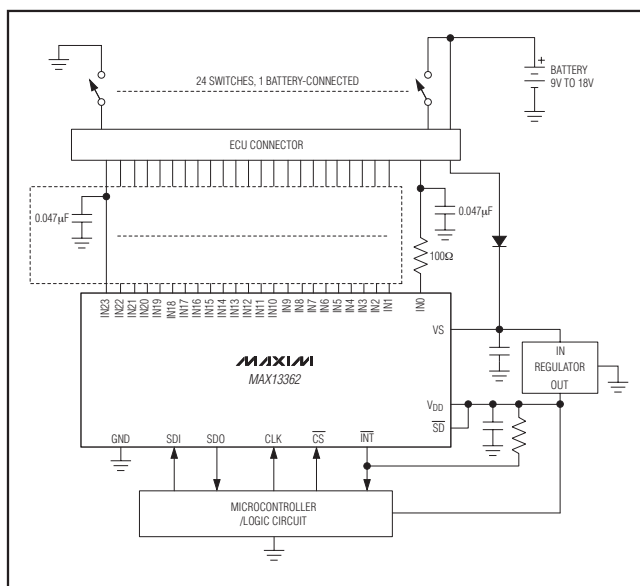 24 SWITCHES, 1 BATTERY-CONNECTED
+
BATTERY
9V TO 18V
ECU CONNECTOR
0.047μF
0.047μF
100Ω
IN23
IN22
IN21
IN20
IN19
IN18
IN17
IN16
IN15
IN14
IN13
IN12
IN11
IN10
IN9
IN8
IN7
IN6
IN5
IN4
IN3
IN2
IN1
IN0
VS
MAXIM
MAX13362
IN
REGULATOR
OUT
VDD
SD
GND
SDI
SDO
CLK
CS
INT
MICROCONTROLLER
/LOGIC CIRCUIT